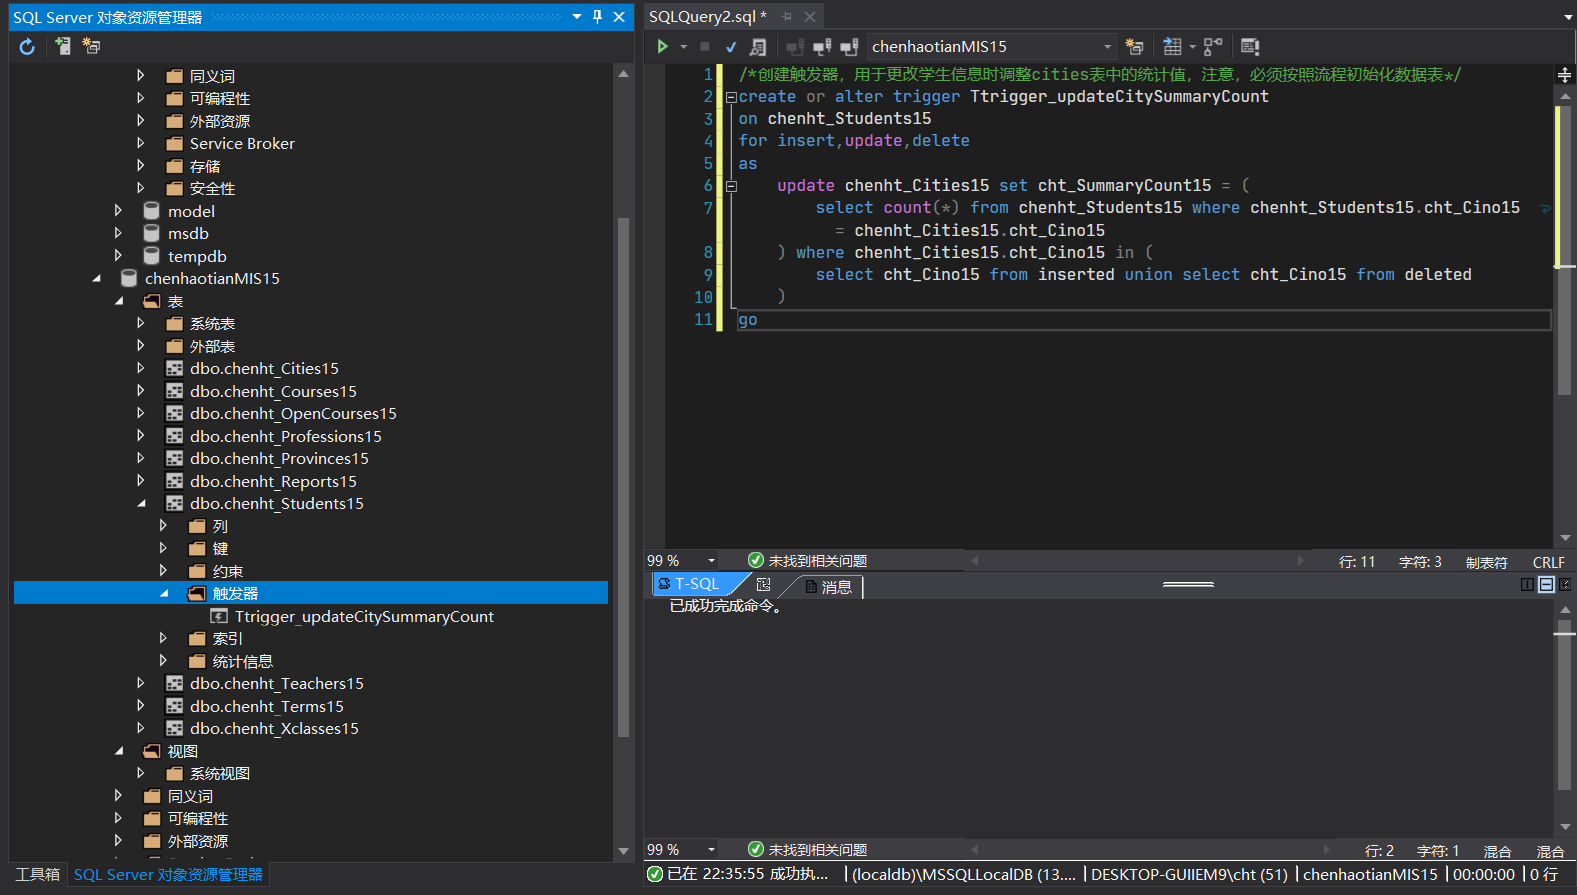 SQL Server 对象资源管理器
同义词
可编程性
外部资源
Service Broker
存储
安全性
model
msdb
tempdb
chenhaotianMIS15
表
系统表
外部表
dbo.chenht_Cities15
dbo.chenht_Courses15
dbo.chenht_OpenCourses15
dbo.chenht_Professions15
dbo.chenht_Provinces15
dbo.chenht_Reports15
dbo.chenht_Students15
列
键
约束
触发器
Ttrigger_updateCitySummaryCount
索引
统计信息
dbo.chenht_Teachers15
dbo.chenht_Terms15
dbo.chenht_Xclasses15
视图
系统视图
同义词
可编程性
外部资源
工具箱 SQL Server 对象资源管理器
SQLQuery2.sql *
chenhaotianMIS15
1 /*创建触发器，用于更改学生信息时调整cities表中的统计值，注意，必须按照流程初始化数据表*/
2 create or alter trigger Ttrigger_updateCitySummaryCount
3 on chenht_Students15
4 for insert,update,delete
5 as
6 update chenht_Cities15 set cht_SummaryCount15 = (
7 select count(*) from chenht_Students15 where chenht_Students15.cht_Cino15
= chenht_Cities15.cht_Cino15
8 ) where chenht_Cities15.cht_Cino15 in (
9 select cht_Cino15 from inserted union select cht_Cino15 from deleted
10 )
11 go
99 % 未找到相关问题 行: 11 字符: 3 制表符 CRLF
T-SQL 消息
已成功完成命令。
99 % 未找到相关问题 行: 2 字符: 1 混合 混合
已在 22:35:55 成功执... (localdb)\MSSQLLocalDB (13.... DESKTOP-GUIIEM9\cht (51) chenhaotianMIS15 00:00:00 0 行